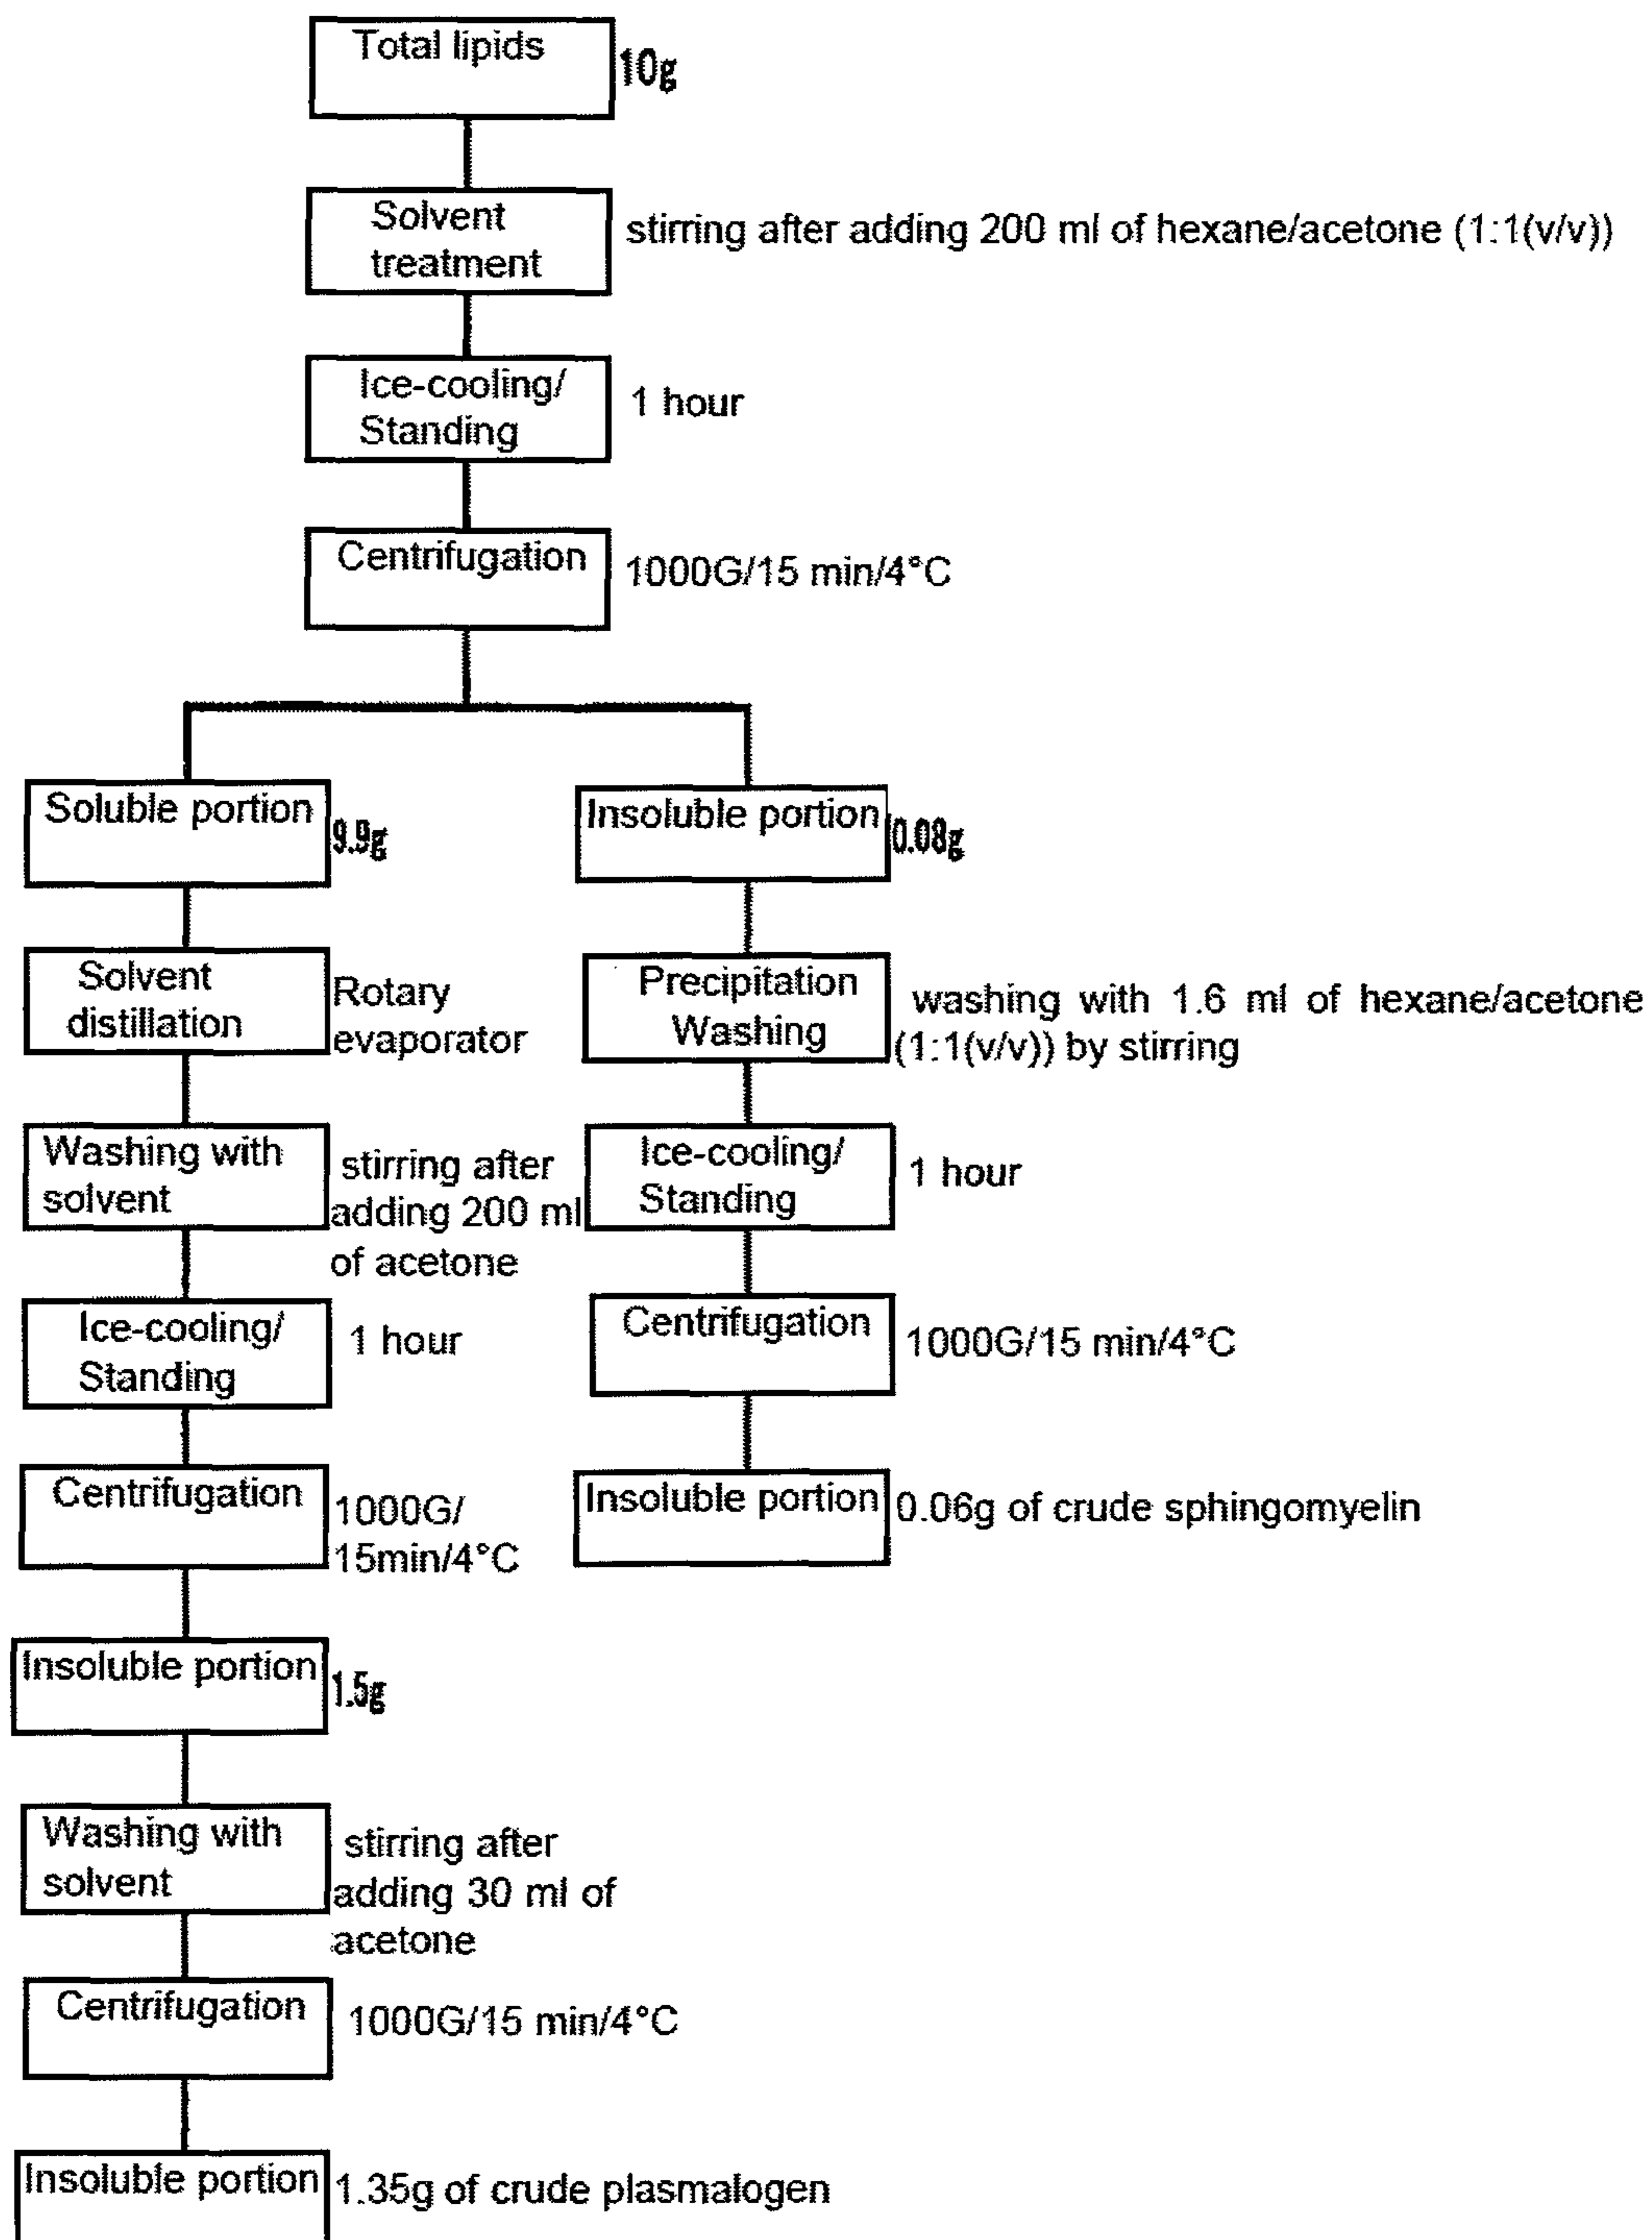 Total lipids
10g
Solvent
treatment
stirring after adding 200 ml of hexane/acetone (1:1(v/v))
Ice-cooling/
Standing
1 hour
Centrifugation
1000G/15 min/4°C
Soluble portion
9.9g
Insoluble portion
0.08g
Solvent
distillation
Rotary
evaporator
Precipitation
Washing
washing with 1.6 ml of hexane/acetone
(1:1(v/v)) by stirring
Washing with
solvent
stirring after
adding 200 ml
of acetone
Ice-cooling/
Standing
1 hour
Ice-cooling/
Standing
1 hour
Centrifugation
1000G/15 min/4°C
Centrifugation
1000G/
15min/4°C
Insoluble portion
0.06g of crude sphingomyelin
Insoluble portion
1.5g
Washing with
solvent
stirring after
adding 30 ml of
acetone
Centrifugation
1000G/15 min/4°C
Insoluble portion
1.35g of crude plasmalogen